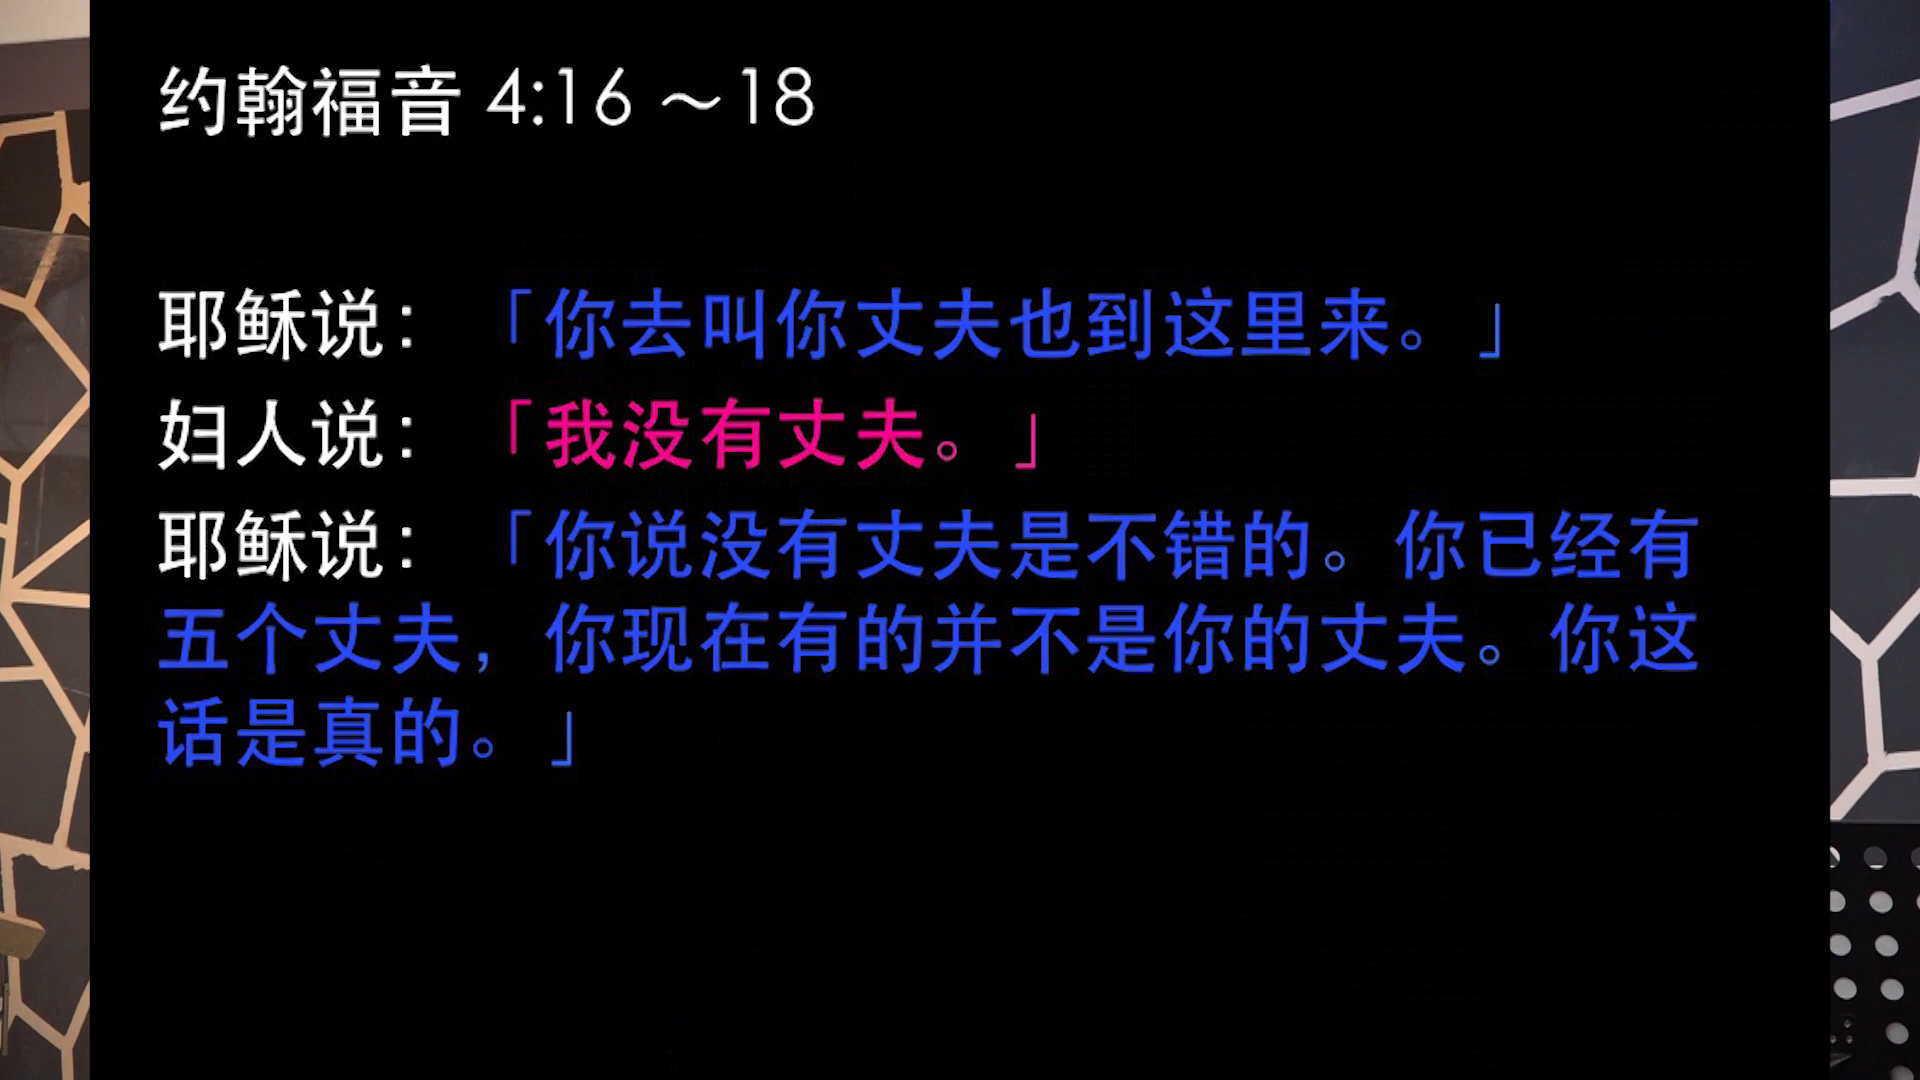 约翰福音 4:16 ～18
耶稣说：「你去叫你丈夫也到这里来。」
妇人说：「我没有丈夫。」
耶稣说：「你说没有丈夫是不错的。你已经有
五个丈夫，你现在有的并不是你的丈夫。你这
话是真的。」